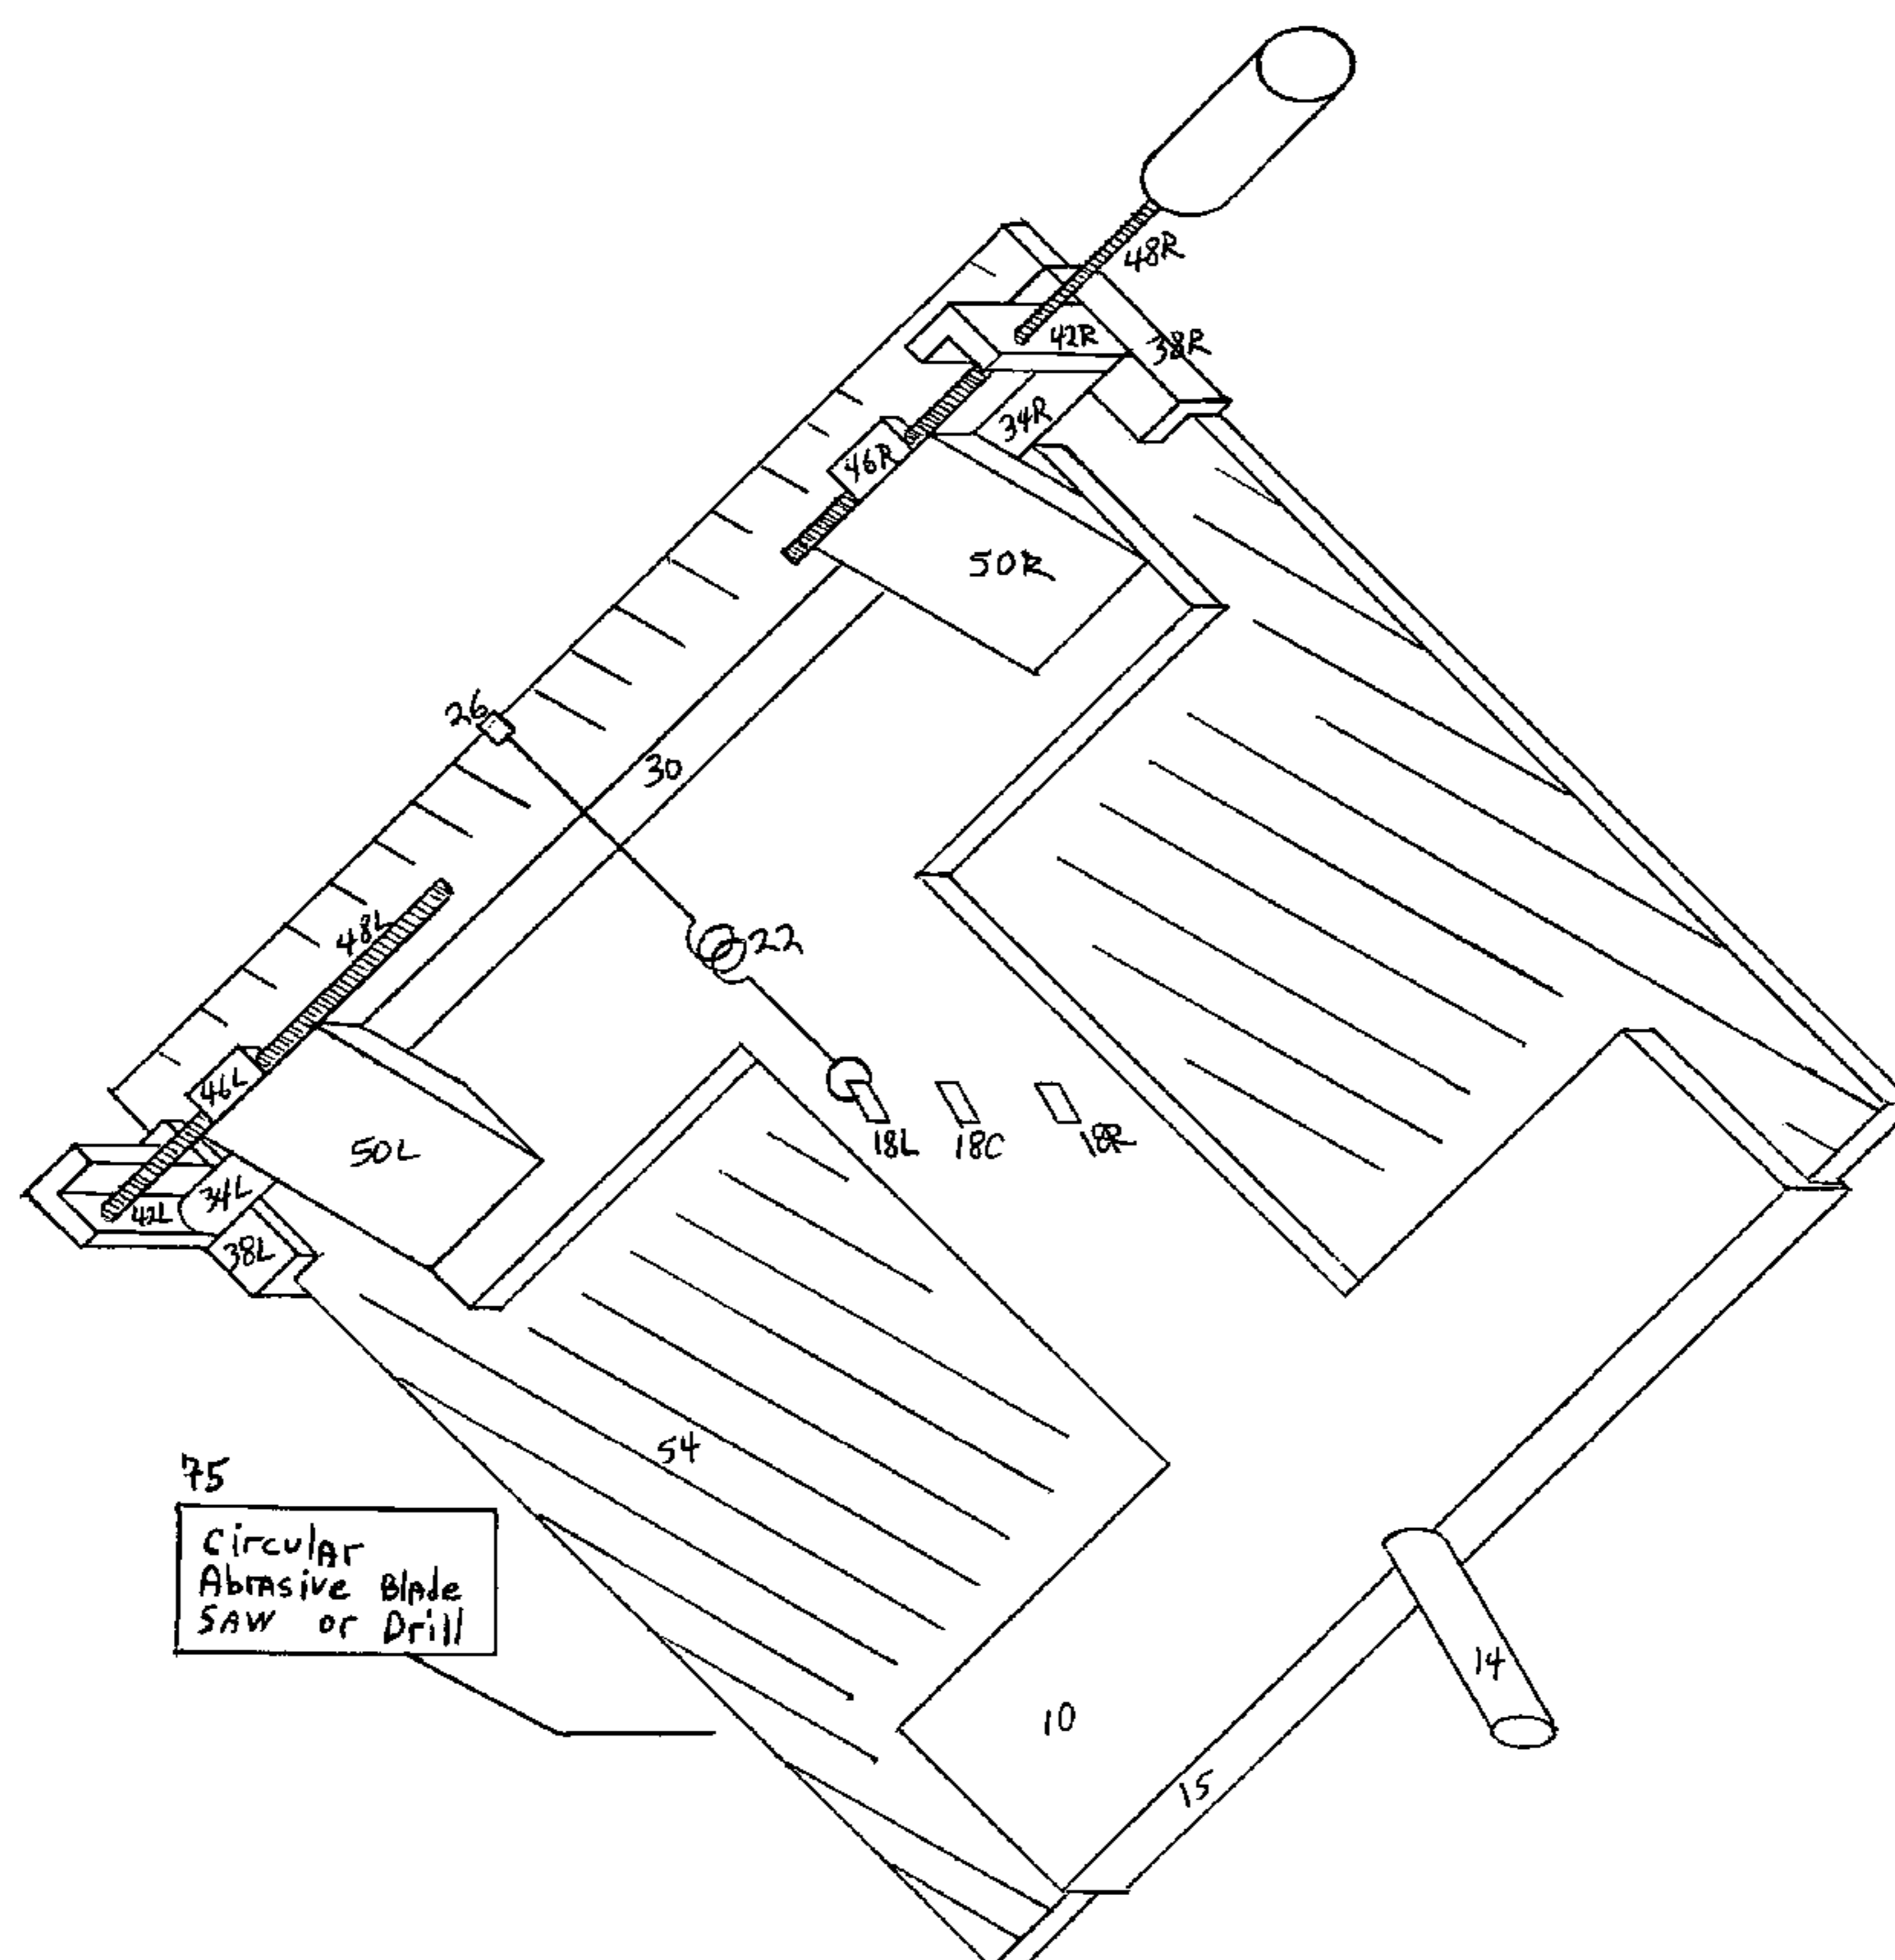 48R
42R
38R
34R
46R
50R
26
30
48L
22
46L
50L
18L
18C
18R
34L
42L
38L
54
75
CirculAr
AbrAsive BlAde
SAW or Drill
14
10
15